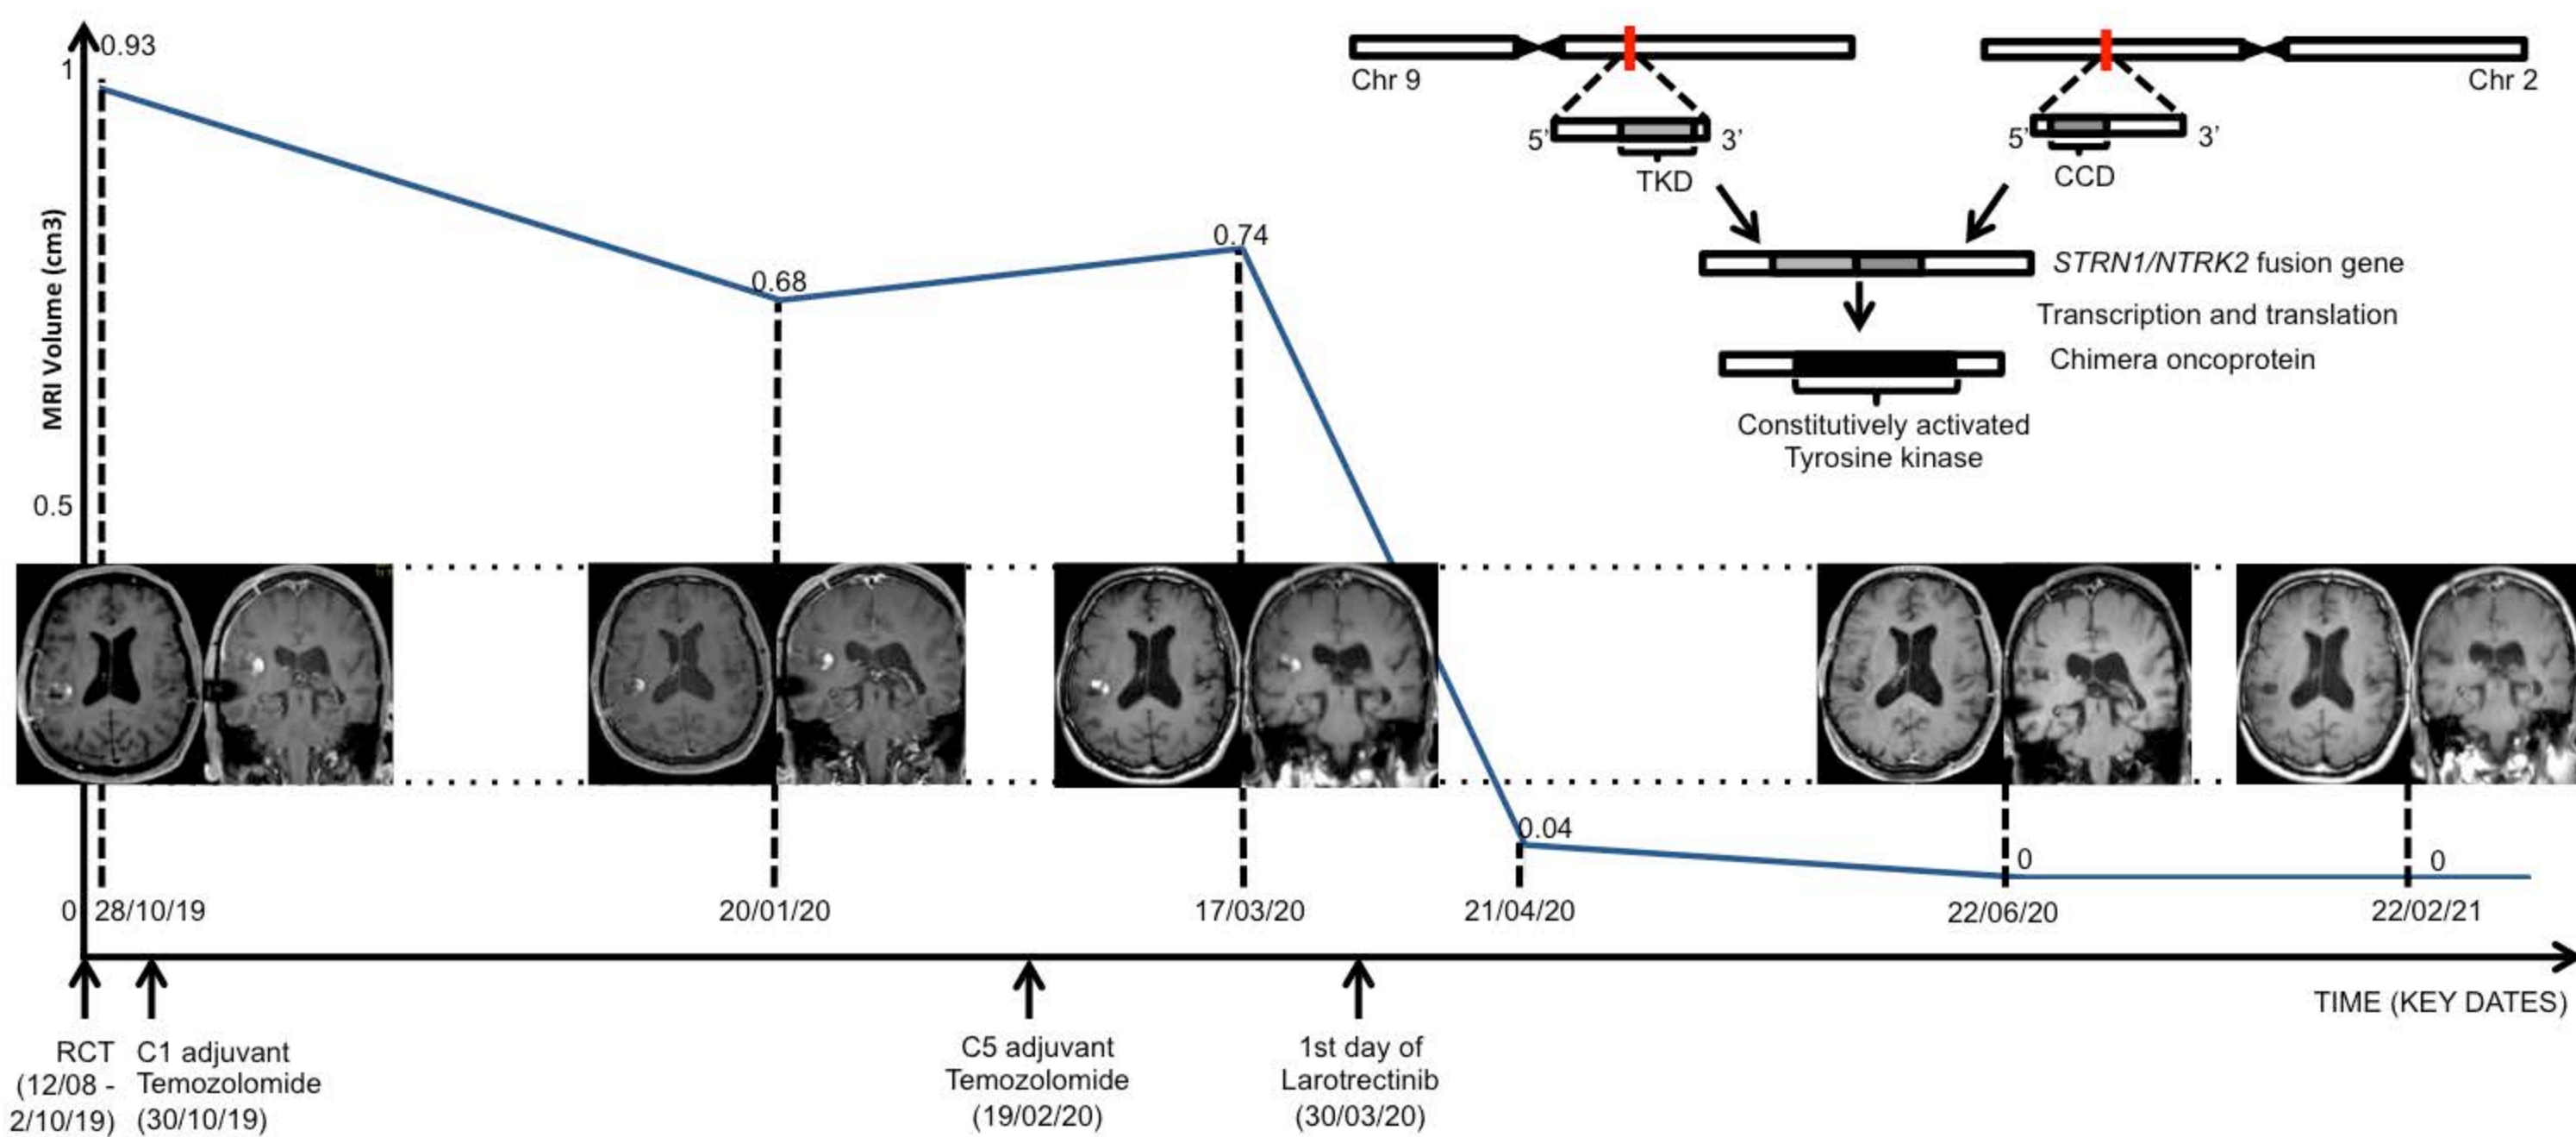 0.93
1
MRI Volume (cm3)
0.68
0.74
0.5
0.04
0
0
0
28/10/19
20/01/20
17/03/20
21/04/20
22/06/20
22/02/21
TIME (KEY DATES)
RCT
(12/08 -
2/10/19)
C1 adjuvant
Temozolomide
(30/10/19)
C5 adjuvant
Temozolomide
(19/02/20)
1st day of
Larotrectinib
(30/03/20)
Chr 9
Chr 2
5’
3’
TKD
5’
3’
CCD
STRN1/NTRK2 fusion gene
Transcription and translation
Chimera oncoprotein
Constitutively activated
Tyrosine kinase